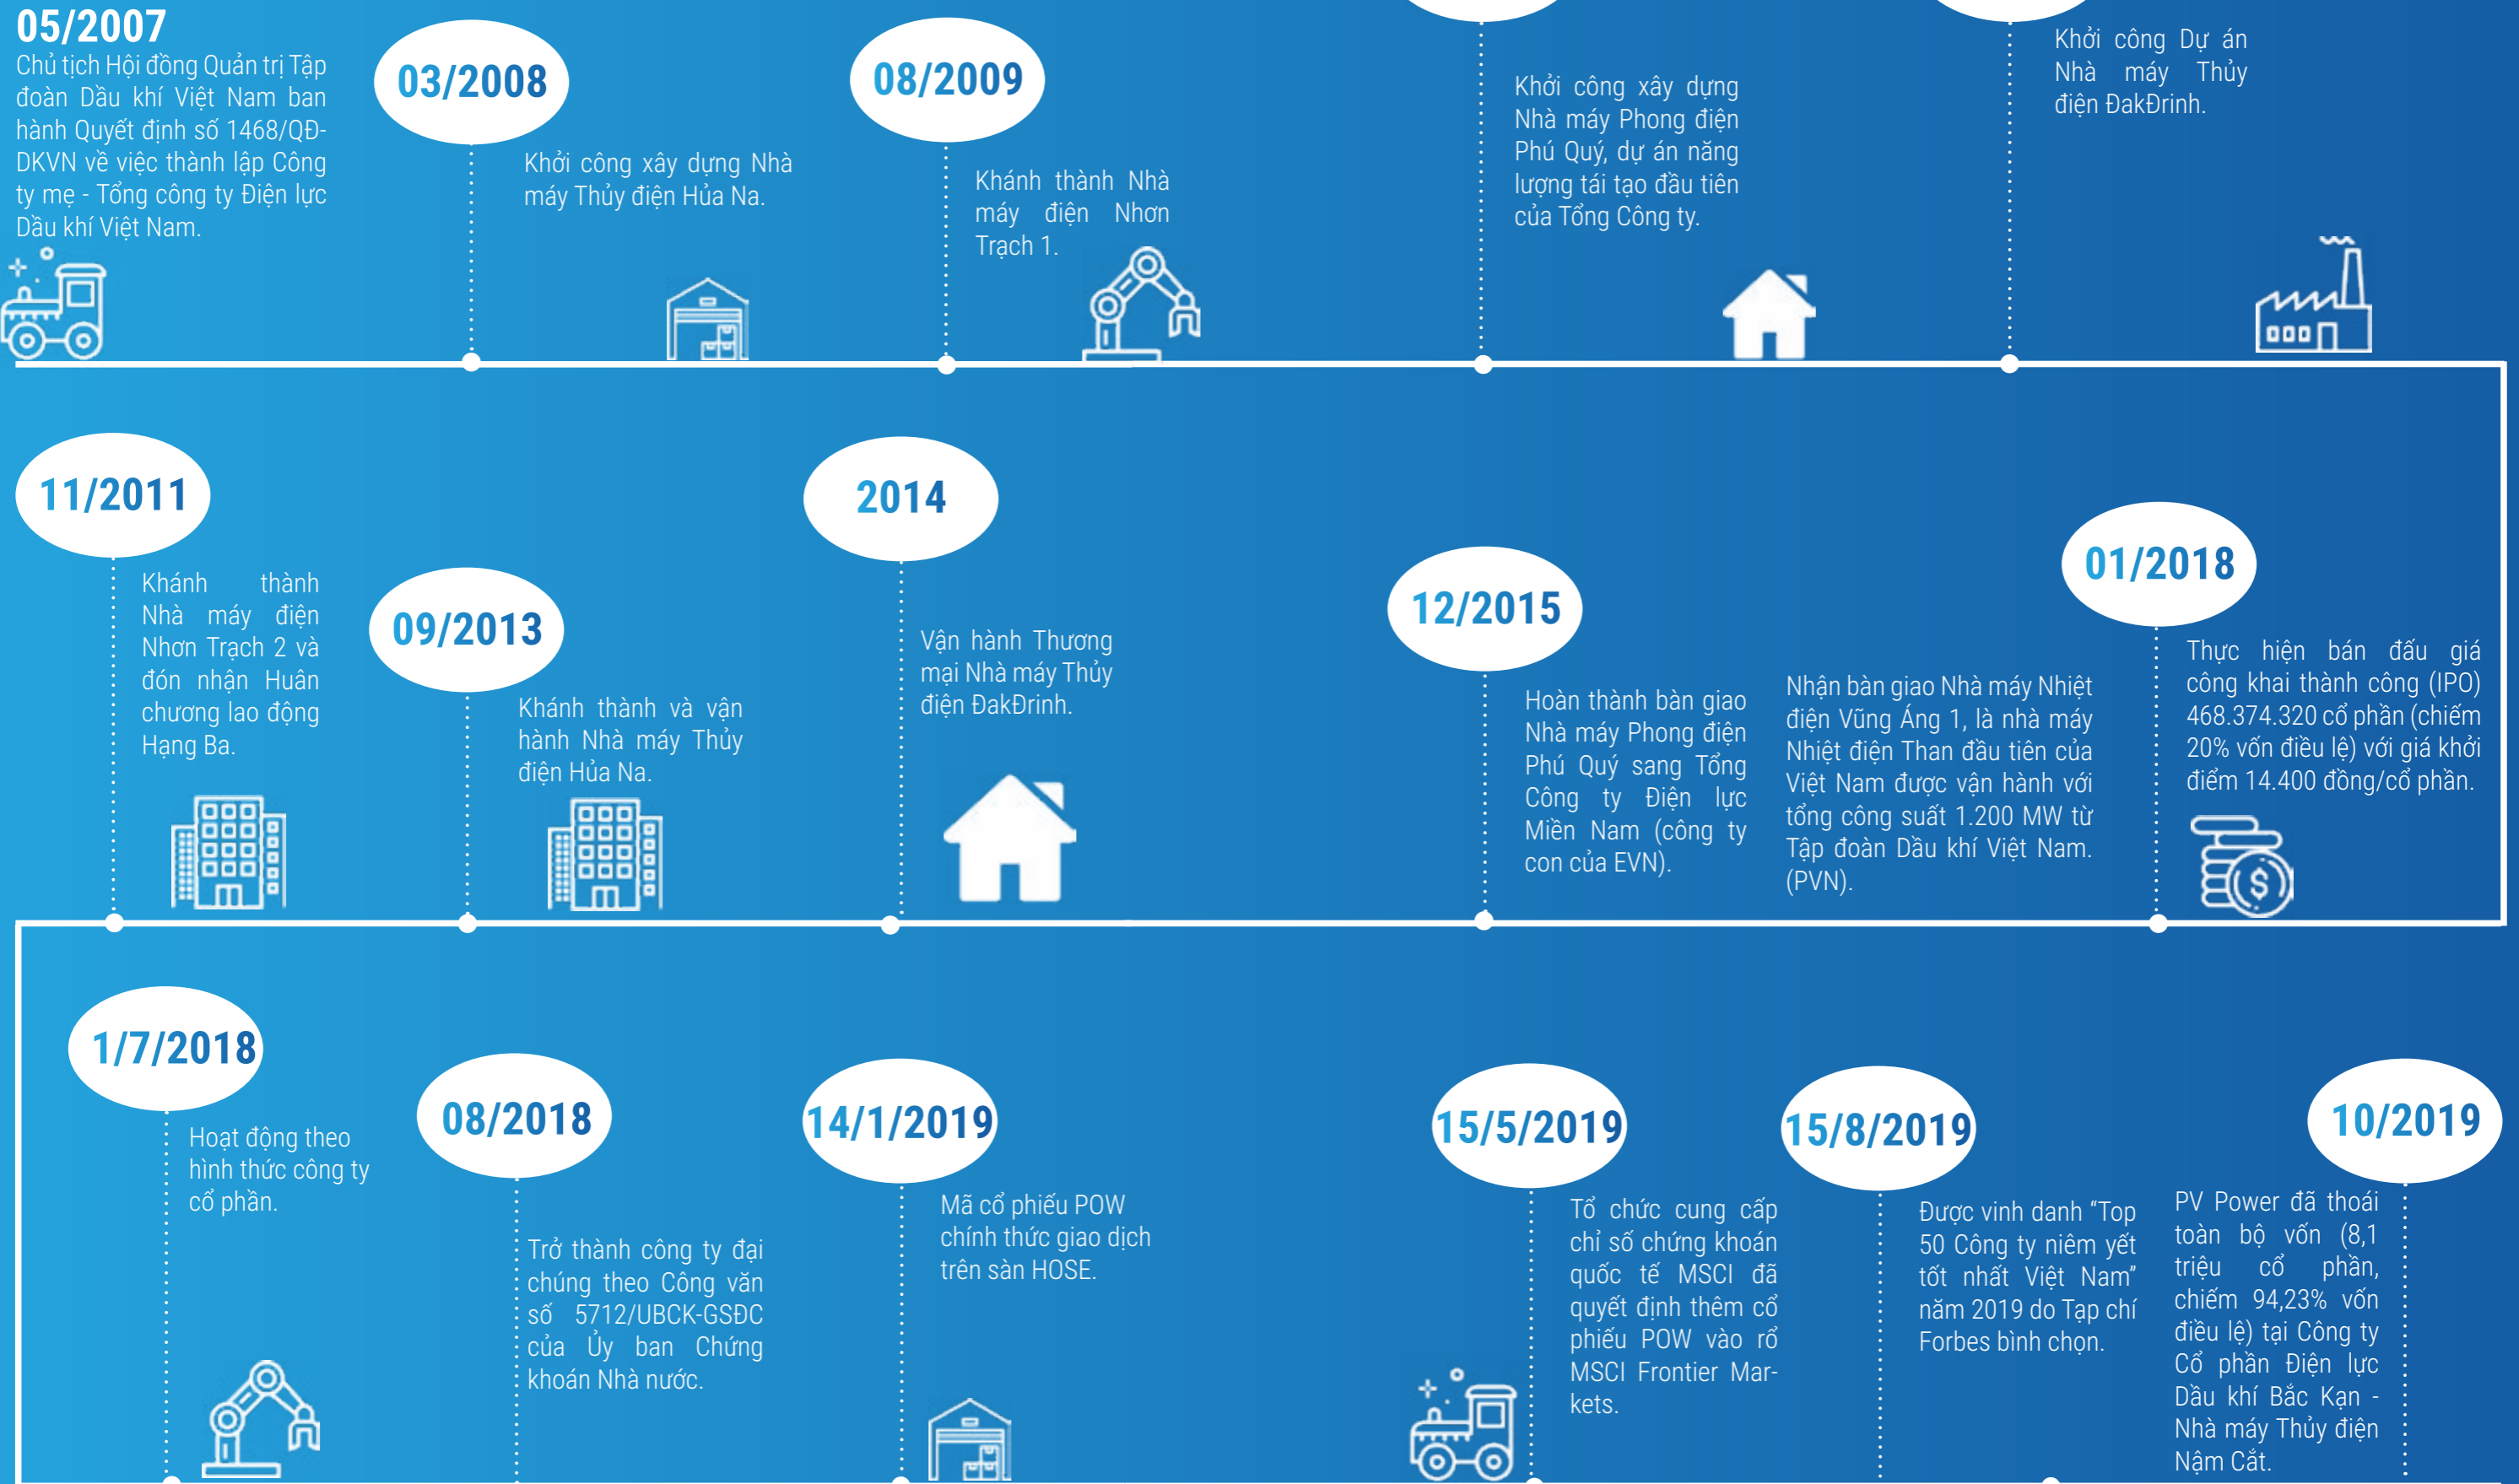 05/2007
Chủ tịch Hội đồng Quản trị Tập
đoàn Dầu khí Việt Nam ban
hành Quyết định số 1468/QĐ-
DKVN về việc thành lập Công
ty mẹ - Tổng công ty Điện lực
Dầu khí Việt Nam.
03/2008
Khởi công xây dựng Nhà
máy Thủy điện Hủa Na.
08/2009
Khánh thành Nhà
máy điện Nhơn
Trạch 1.
Khởi công xây dựng
Nhà máy Phong điện
Phú Quý, dự án năng
lượng tái tạo đầu tiên
của Tổng Công ty.
Khởi công Dự án
Nhà máy Thủy
điện ĐakĐrinh.
11/2011
Khánh thành
Nhà máy điện
Nhơn Trạch 2 và
đón nhận Huân
chương lao động
Hạng Ba.
09/2013
Khánh thành và vận
hành Nhà máy Thủy
điện Hủa Na.
2014
Vận hành Thương
mại Nhà máy Thủy
điện ĐakĐrinh.
12/2015
Hoàn thành bàn giao
Nhà máy Phong điện
Phú Quý sang Tổng
Công ty Điện lực
Miền Nam (công ty
con của EVN).
Nhận bàn giao Nhà máy Nhiệt
điện Vũng Áng 1, là nhà máy
Nhiệt điện Than đầu tiên của
Việt Nam được vận hành với
tổng công suất 1.200 MW từ
Tập đoàn Dầu khí Việt Nam.
(PVN).
01/2018
Thực hiện bán đấu giá
công khai thành công (IPO)
468.374.320 cổ phần (chiếm
20% vốn điều lệ) với giá khởi
điểm 14.400 đồng/cổ phần.
1/7/2018
Hoạt động theo
hình thức công ty
cổ phần.
08/2018
Trở thành công ty đại
chúng theo Công văn
số 5712/UBCK-GSĐC
của Ủy ban Chứng
khoán Nhà nước.
14/1/2019
Mã cổ phiếu POW
chính thức giao dịch
trên sàn HOSE.
15/5/2019
Tổ chức cung cấp
chỉ số chứng khoán
quốc tế MSCI đã
quyết định thêm cổ
phiếu POW vào rổ
MSCI Frontier Mar-
kets.
15/8/2019
Được vinh danh “Top
50 Công ty niêm yết
tốt nhất Việt Nam”
năm 2019 do Tạp chí
Forbes bình chọn.
10/2019
PV Power đã thoái
toàn bộ vốn (8,1
triệu cổ phần,
chiếm 94,23% vốn
điều lệ) tại Công ty
Cổ phần Điện lực
Dầu khí Bắc Kạn -
Nhà máy Thủy điện
Nậm Cắt.